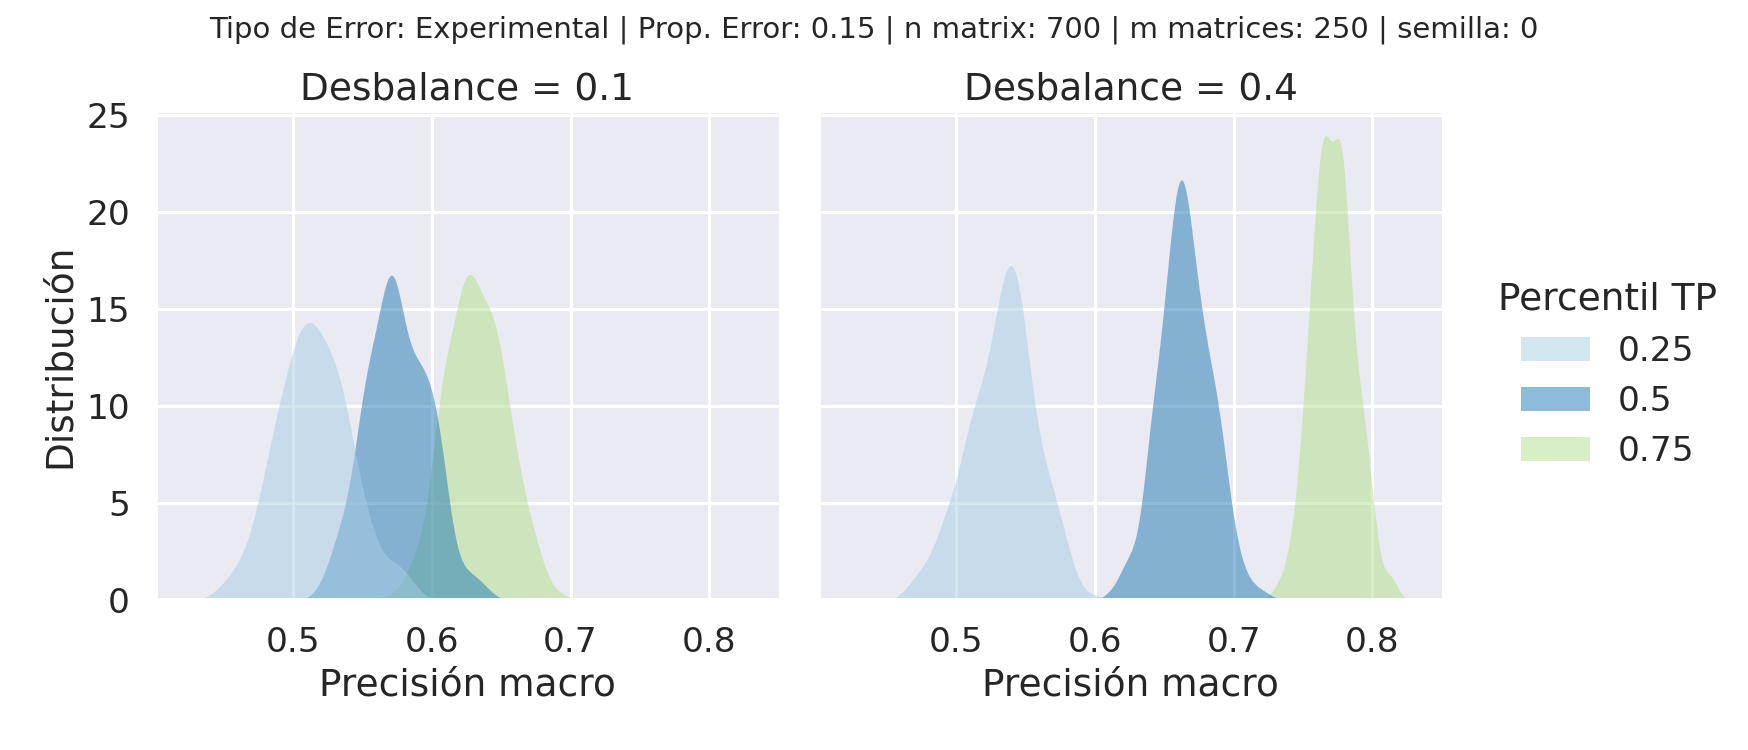 Tipo de Error: Experimental | Prop. Error: 0.15 | n matrix: 700 | m matrices: 250 | semilla: 0
Desbalance = 0.1
Desbalance = 0.4
Distribución
25
20
15
10
5
0
0.5 0.6 0.7 0.8
Precisión macro
0.5 0.6 0.7 0.8
Precisión macro
Percentil TP
0.25
0.5
0.75